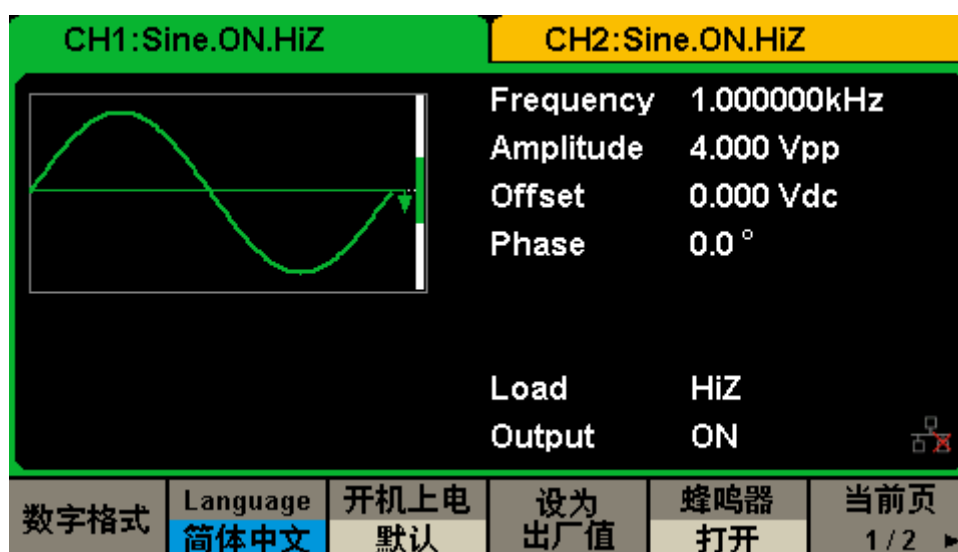 CH1:Sine.ON.HiZ
CH2:Sine.ON.HiZ
Frequency 1.000000kHz
Amplitude 4.000 Vpp
Offset 0.000 Vdc
Phase 0.0 °
Load HiZ
Output ON
数字格式
Language
简体中文
开机上电
默认
设为
出厂值
蜂鸣器
打开
当前页
1/2